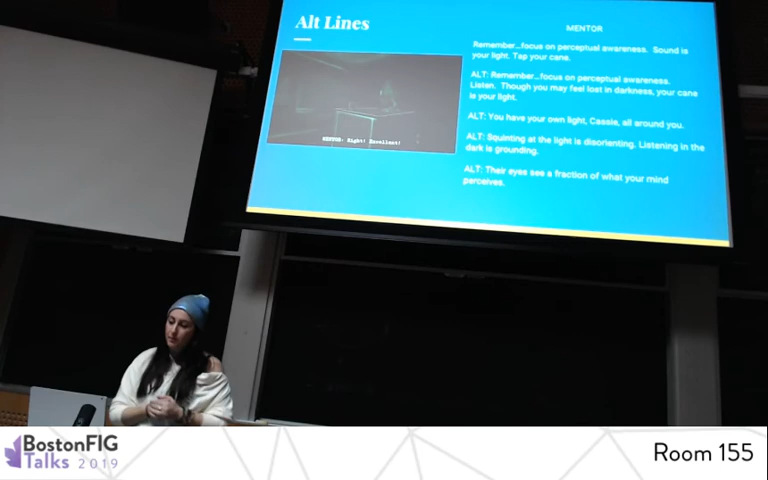 Alt Lines
MENTOR: Right! Excellent!
MENTOR
Remember...focus on perceptual awareness. Sound is
your light. Tap your cane.
ALT: Remember...focus on perceptual awareness.
Listen. Though you may feel lost in darkness, your cane
is your light.
ALT: You have your own light, Cassie, all around you.
ALT: Squinting at the light is disorienting. Listening in the
dark is grounding.
ALT: Their eyes see a fraction of what your mind
perceives.
BostonFIG
Talks 2019
Room 155